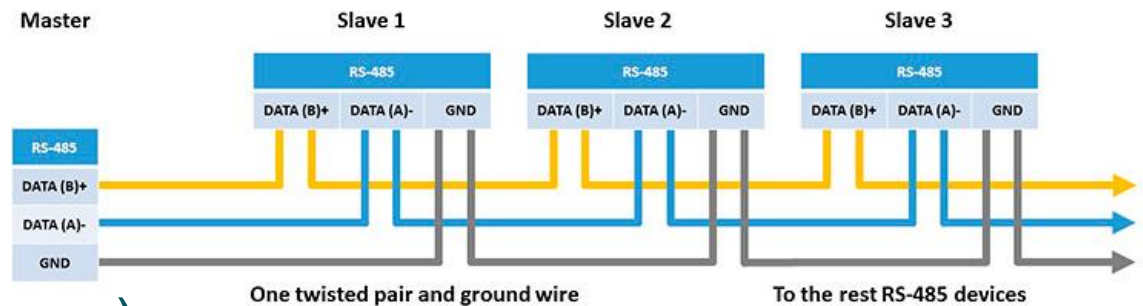 Master Slave 1 Slave 2 Slave 3
RS-485 RS-485 RS-485
DATA (B)+ DATA (A)- GND DATA (B)+ DATA (A)- GND DATA (B)+ DATA (A)- GND
RS-485
DATA (B)+
DATA (A)-
GND
One twisted pair and ground wire To the rest RS-485 devices